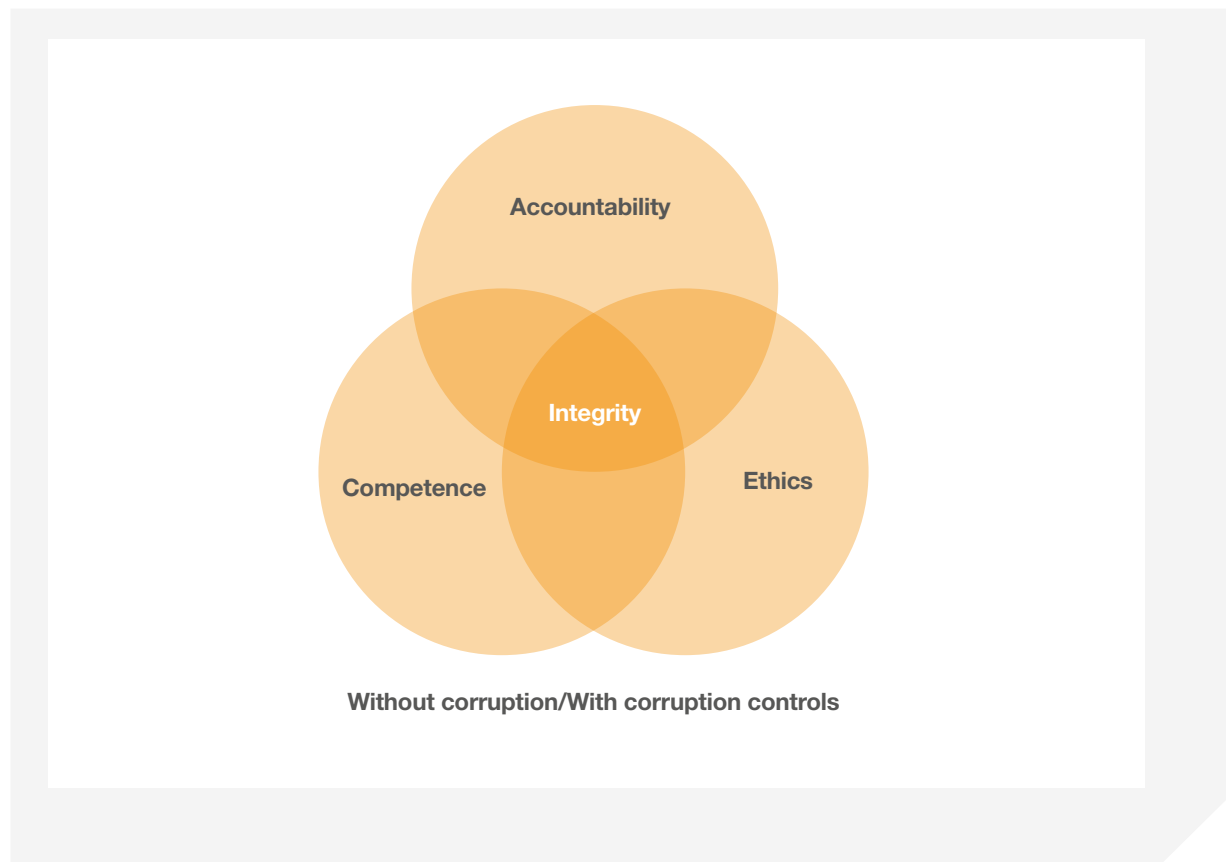 Accountability
Integrity
Competence
Ethics
Without corruption/With corruption controls